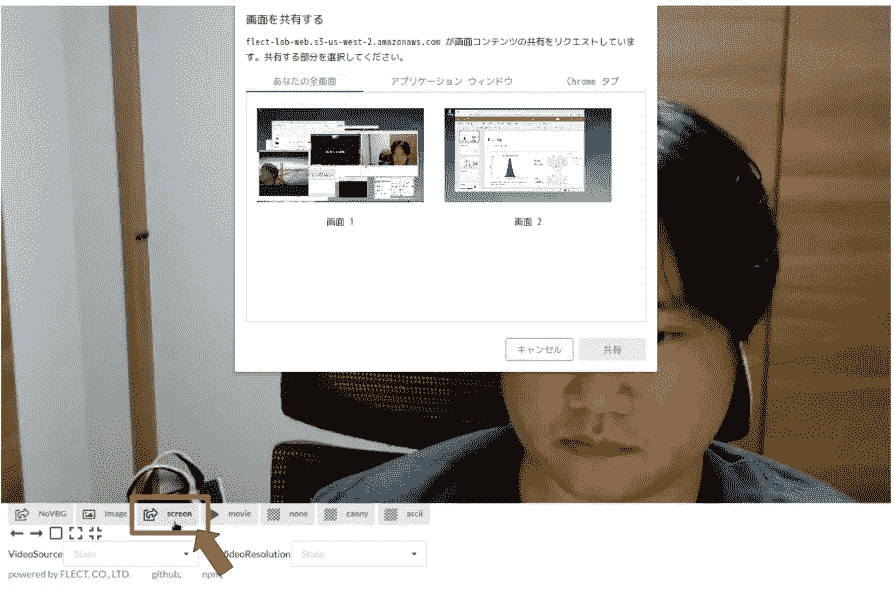 画面を共有する
flect-lab-web.s3-us-west-2.amazonaws.com が画面コンテンツの共有をリクエストしていま
す。共有する部分を選択してください。
あなたの全画面 アプリケーション ウィンドウ Chrome タブ
画面 1 画面 2
キャンセル 共有
NoVBG Image screen movie none canny ascii
VideoSource State VideoResolution State
powered by FLECT, CO., LTD. github, npm,